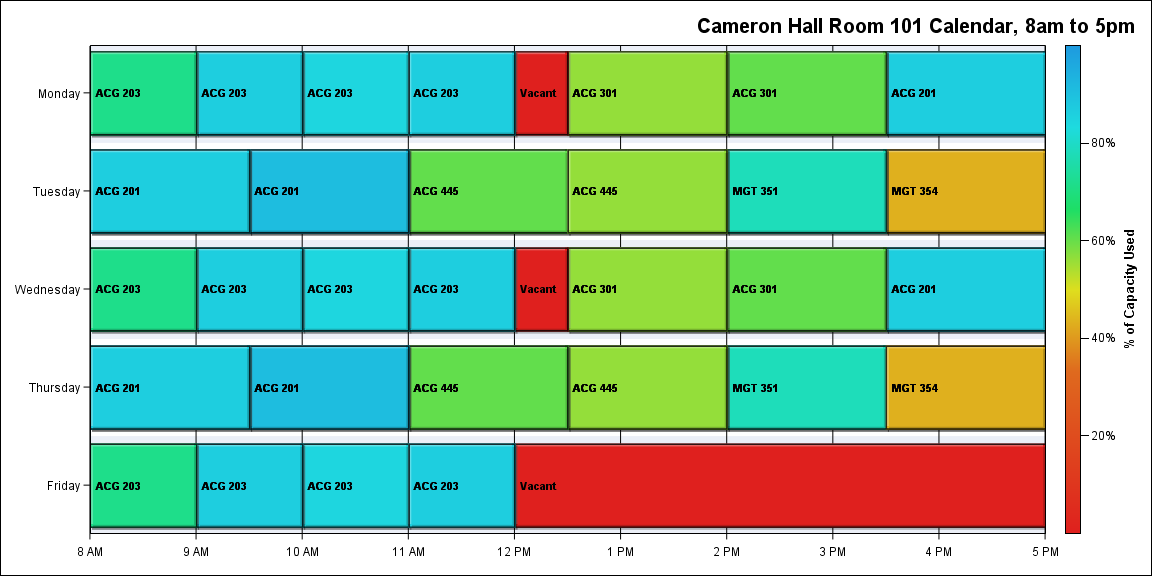 Cameron Hall Room 101 Calendar, 8am to 5pm
Monday
ACG 203
ACG 203
ACG 203
ACG 203
Vacant
ACG 301
ACG 301
ACG 201
Tuesday
ACG 201
ACG 201
ACG 445
ACG 445
MGT 351
MGT 354
Wednesday
ACG 203
ACG 203
ACG 203
ACG 203
Vacant
ACG 301
ACG 301
ACG 201
Thursday
ACG 201
ACG 201
ACG 445
ACG 445
MGT 351
MGT 354
Friday
ACG 203
ACG 203
ACG 203
ACG 203
Vacant
8 AM
9 AM
10 AM
11 AM
12 PM
1 PM
2 PM
3 PM
4 PM
5 PM
80%
60%
40%
20%
% of Capacity Used